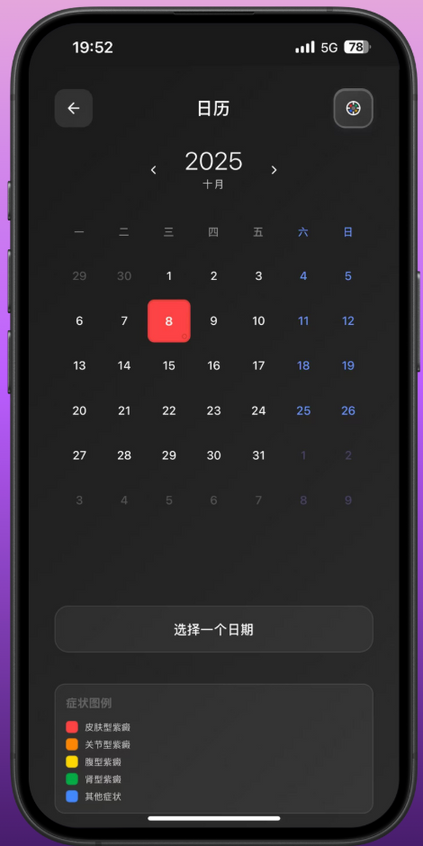 19:52 5G 78
日历
2025
十月
一 二 三 四 五 六 日
29 30 1 2 3 4 5
6 7 8 9 10 11 12
13 14 15 16 17 18 19
20 21 22 23 24 25 26
27 28 29 30 31 1 2
3 4 5 6 7 8 9
选择一个日期
症状图例
皮肤型紫癜
关节型紫癜
腹型紫癜
肾型紫癜
其他症状